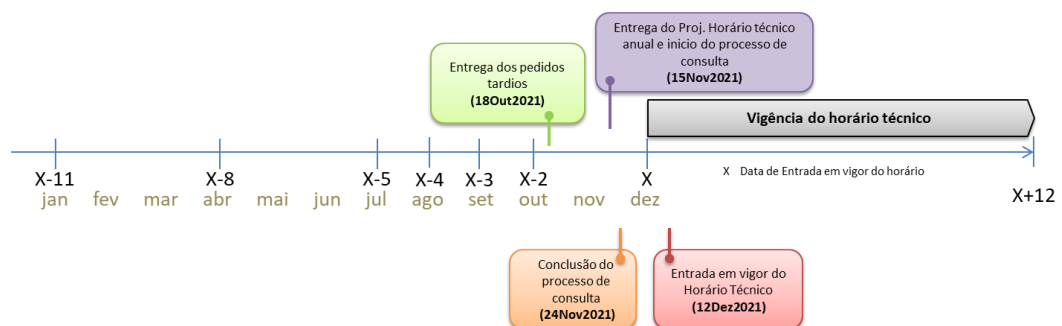 Entrega do Proj. Horário técnico
anual e inicio do processo de
consulta
(15Nov2021)
Entrega dos pedidos
tardios
(18Out2021)
Vigência do horário técnico
X Data de Entrada em vigor do horário
X-11 X-8 X-5 X-4 X-3 X-2 X
jan fev mar abr mai jun jul ago set out nov dez
X+12
Conclusão do
processo de
consulta
(24Nov2021)
Entrada em vigor do
Horário Técnico
(12Dez2021)